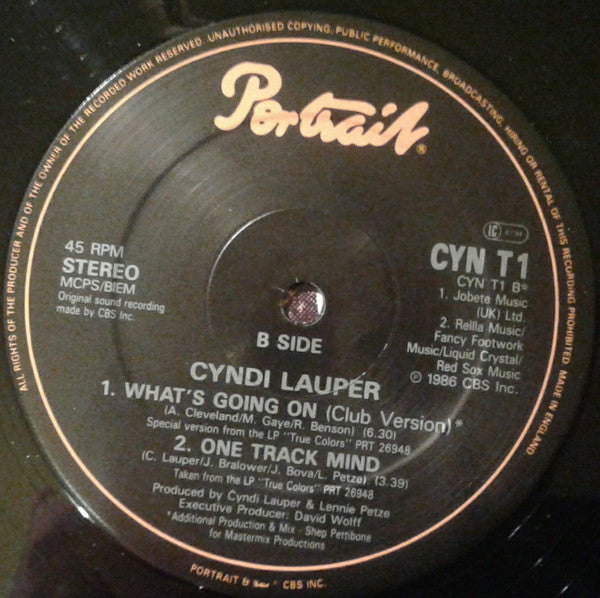 ALL RIGHTS OF THE PRODUCER AND OF THE OWNER OF THE RECORDED WORK RESERVED. UNAUTHORISED COPYING, PUBLIC PERFORMANCE, BROADCASTING, HIRING OR RENTAL OF THIS RECORDING PROHIBITED. MADE IN ENGLAND.
Portrait®
45 RPM
STEREO
MCPS/BIEM
Original sound recording
made by CBS Inc.
CYN T1
CYN T1 B*
1. Jobete Music
(UK) Ltd.
2. Rellla Music/
Fancy Footwork
Music/Liquid Crystal/
Red Sox Music
℗ 1986 CBS Inc.
B SIDE
CYNDI LAUPER
1. WHAT'S GOING ON (Club Version)*
(A. Cleveland/M. Gaye/R. Benson) (6.30)
Special version from the LP "True Colors" PRT 26948
2. ONE TRACK MIND
(C. Lauper/J. Bralower/J. Bova/L. Petze) (3.39)
Taken from the LP "True Colors" PRT 26948
Produced by Cyndi Lauper & Lennie Petze
Executive Producer: David Wolff
*Additional Production & Mix - Shep Pettibone
for Mastermix Productions
PORTRAIT & CBS INC.